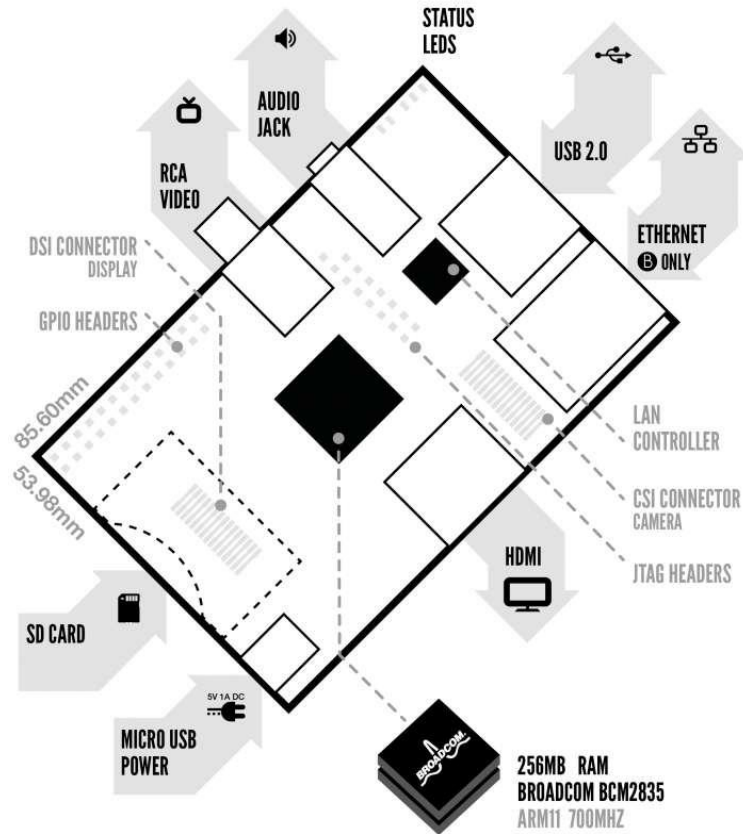 STATUS
LEDS
AUDIO
JACK
RCA
VIDEO
USB 2.0
ETHERNET
B ONLY
DSI CONNECTOR
DISPLAY
GPIO HEADERS
85.60mm
53.98mm
LAN
CONTROLLER
CSI CONNECTOR
CAMERA
JTAG HEADERS
HDMI
SD CARD
5V 1A DC
MICRO USB
POWER
BROADCOM.
256MB RAM
BROADCOM BCM2835
ARM11 700MHZ